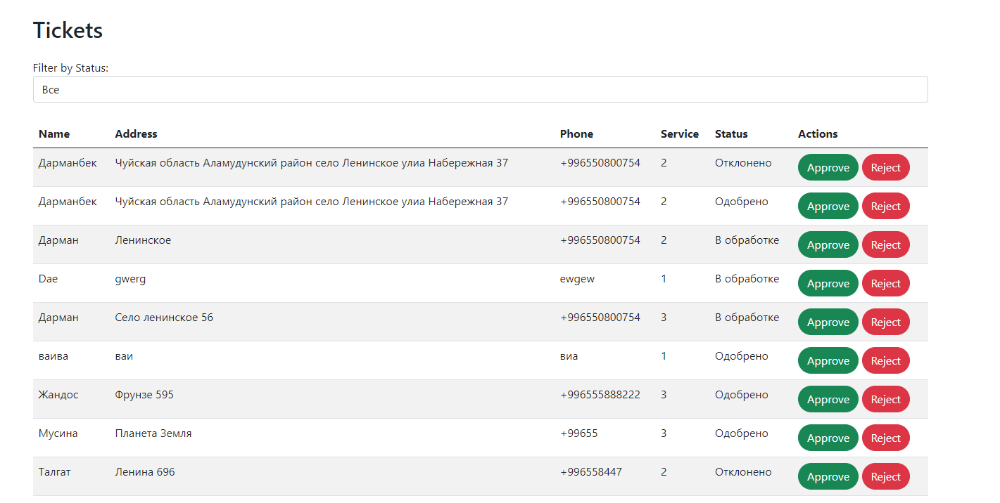 Tickets
Filter by Status:
Все
Name Address Phone Service Status Actions
Дарманбек Чуйская область Аламудунский район село Ленинское улиа Набережная 37 +996550800754 2 Отклонено Approve Reject
Дарманбек Чуйская область Аламудунский район село Ленинское улиа Набережная 37 +996550800754 2 Одобрено Approve Reject
Дарман Ленинское +996550800754 2 В обработке Approve Reject
Dae gwerg ewgew 1 В обработке Approve Reject
Дарман Село ленинское 56 +996550800754 3 В обработке Approve Reject
ваива ваи виа 1 Одобрено Approve Reject
Жандос Фрунзе 595 +996555888222 3 Одобрено Approve Reject
Мусина Планета Земля +99655 3 Одобрено Approve Reject
Талгат Ленина 696 +996558447 2 Отклонено Approve Reject